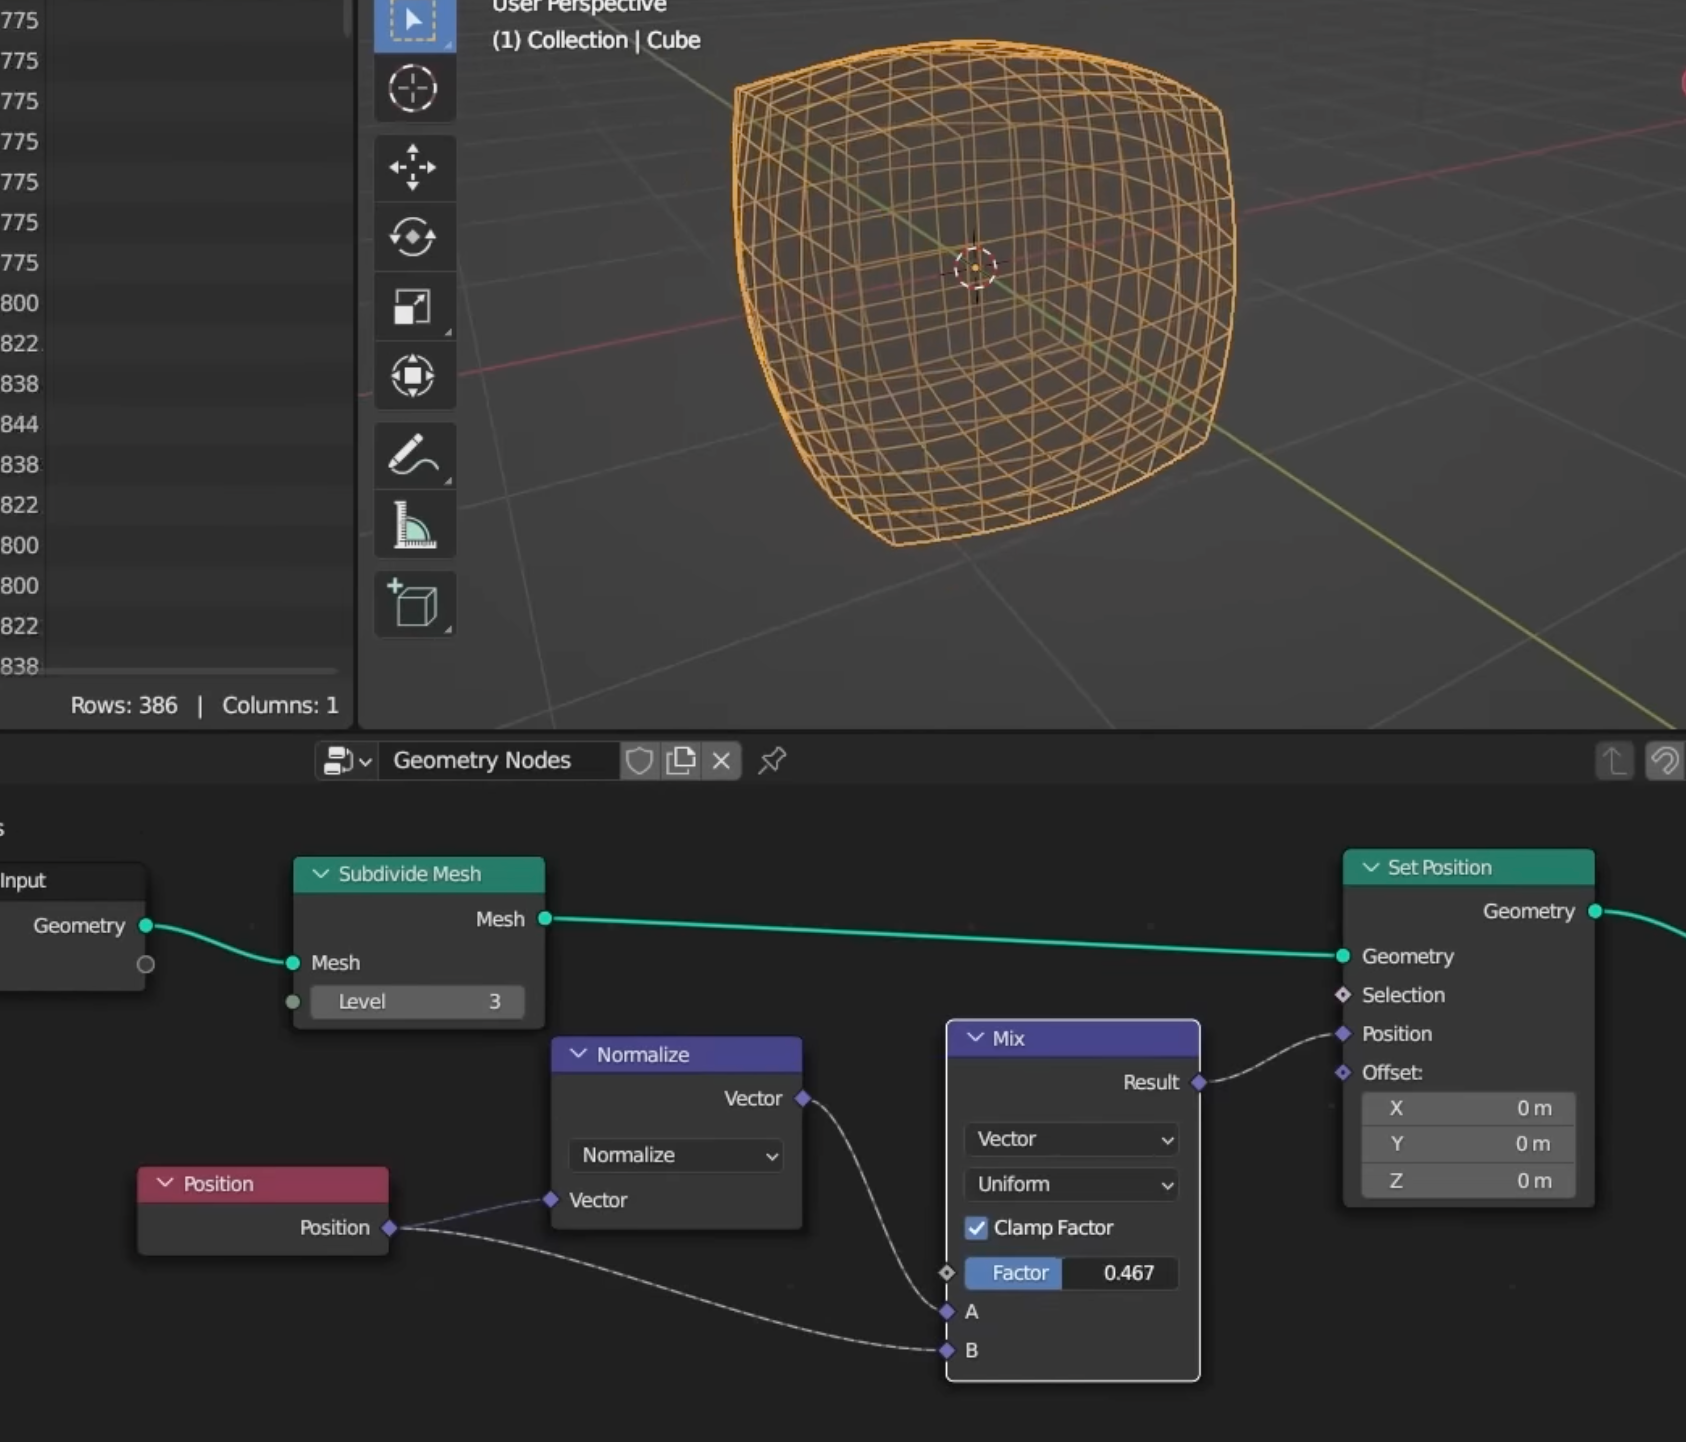 775
775
775
775
775
775
775
800
822
838
844
838
822
800
800
822
838
Rows: 386 | Columns: 1
User Perspective
(1) Collection | Cube
Geometry Nodes
s
Input
Geometry
Subdivide Mesh
Mesh
Mesh
Level 3
Normalize
Vector
Normalize
Vector
Position
Position
Mix
Result
Vector
Uniform
Clamp Factor
Factor 0.467
A
B
Set Position
Geometry
Geometry
Selection
Position
Offset:
X 0 m
Y 0 m
Z 0 m